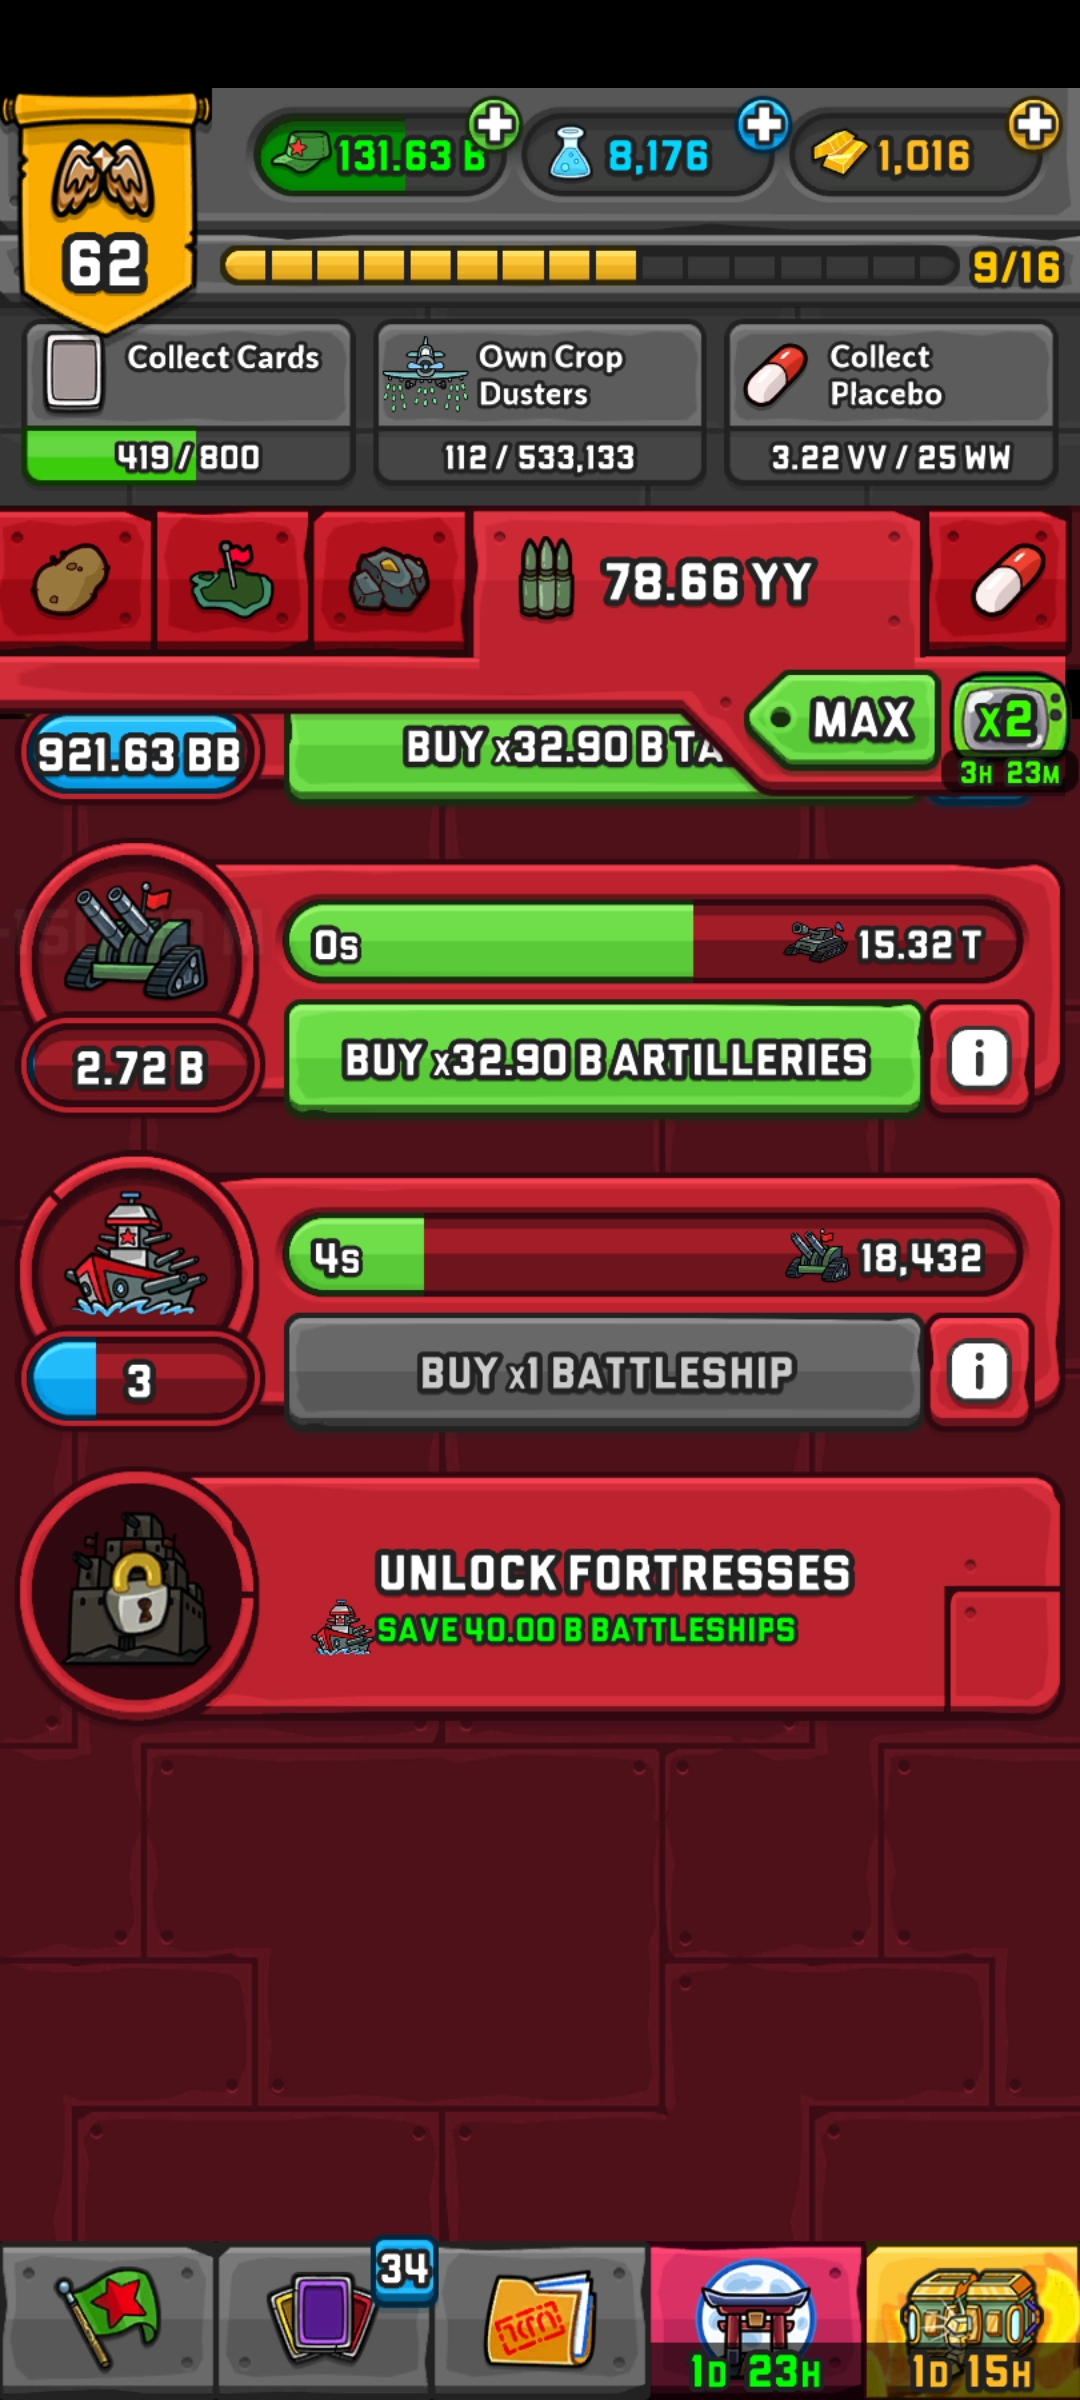 131.63 B
8,176
1,016
62
9/16
Collect Cards
419 / 800
Own Crop
Dusters
112 / 533,133
Collect
Placebo
3.22 VV / 25 WW
78.66 YY
MAX
x2
3H 23M
921.63 BB
BUY x32.90 B TA
0s
15.32 T
2.72 B
BUY x32.90 B ARTILLERIES
i
4s
18,432
3
BUY x1 BATTLESHIP
i
UNLOCK FORTRESSES
SAVE 40.00 B BATTLESHIPS
34
1D 23H
1D 15H